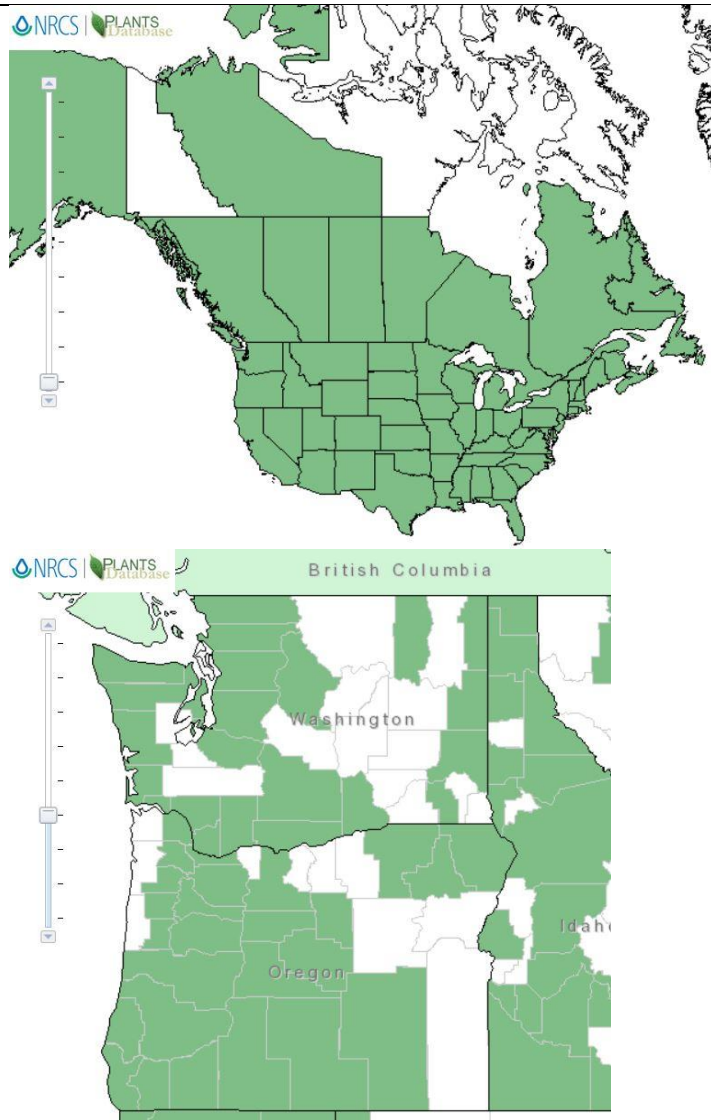 NRCS | PLANTS
Database
NRCS | PLANTS
Database
British Columbia
Washington
Oregon